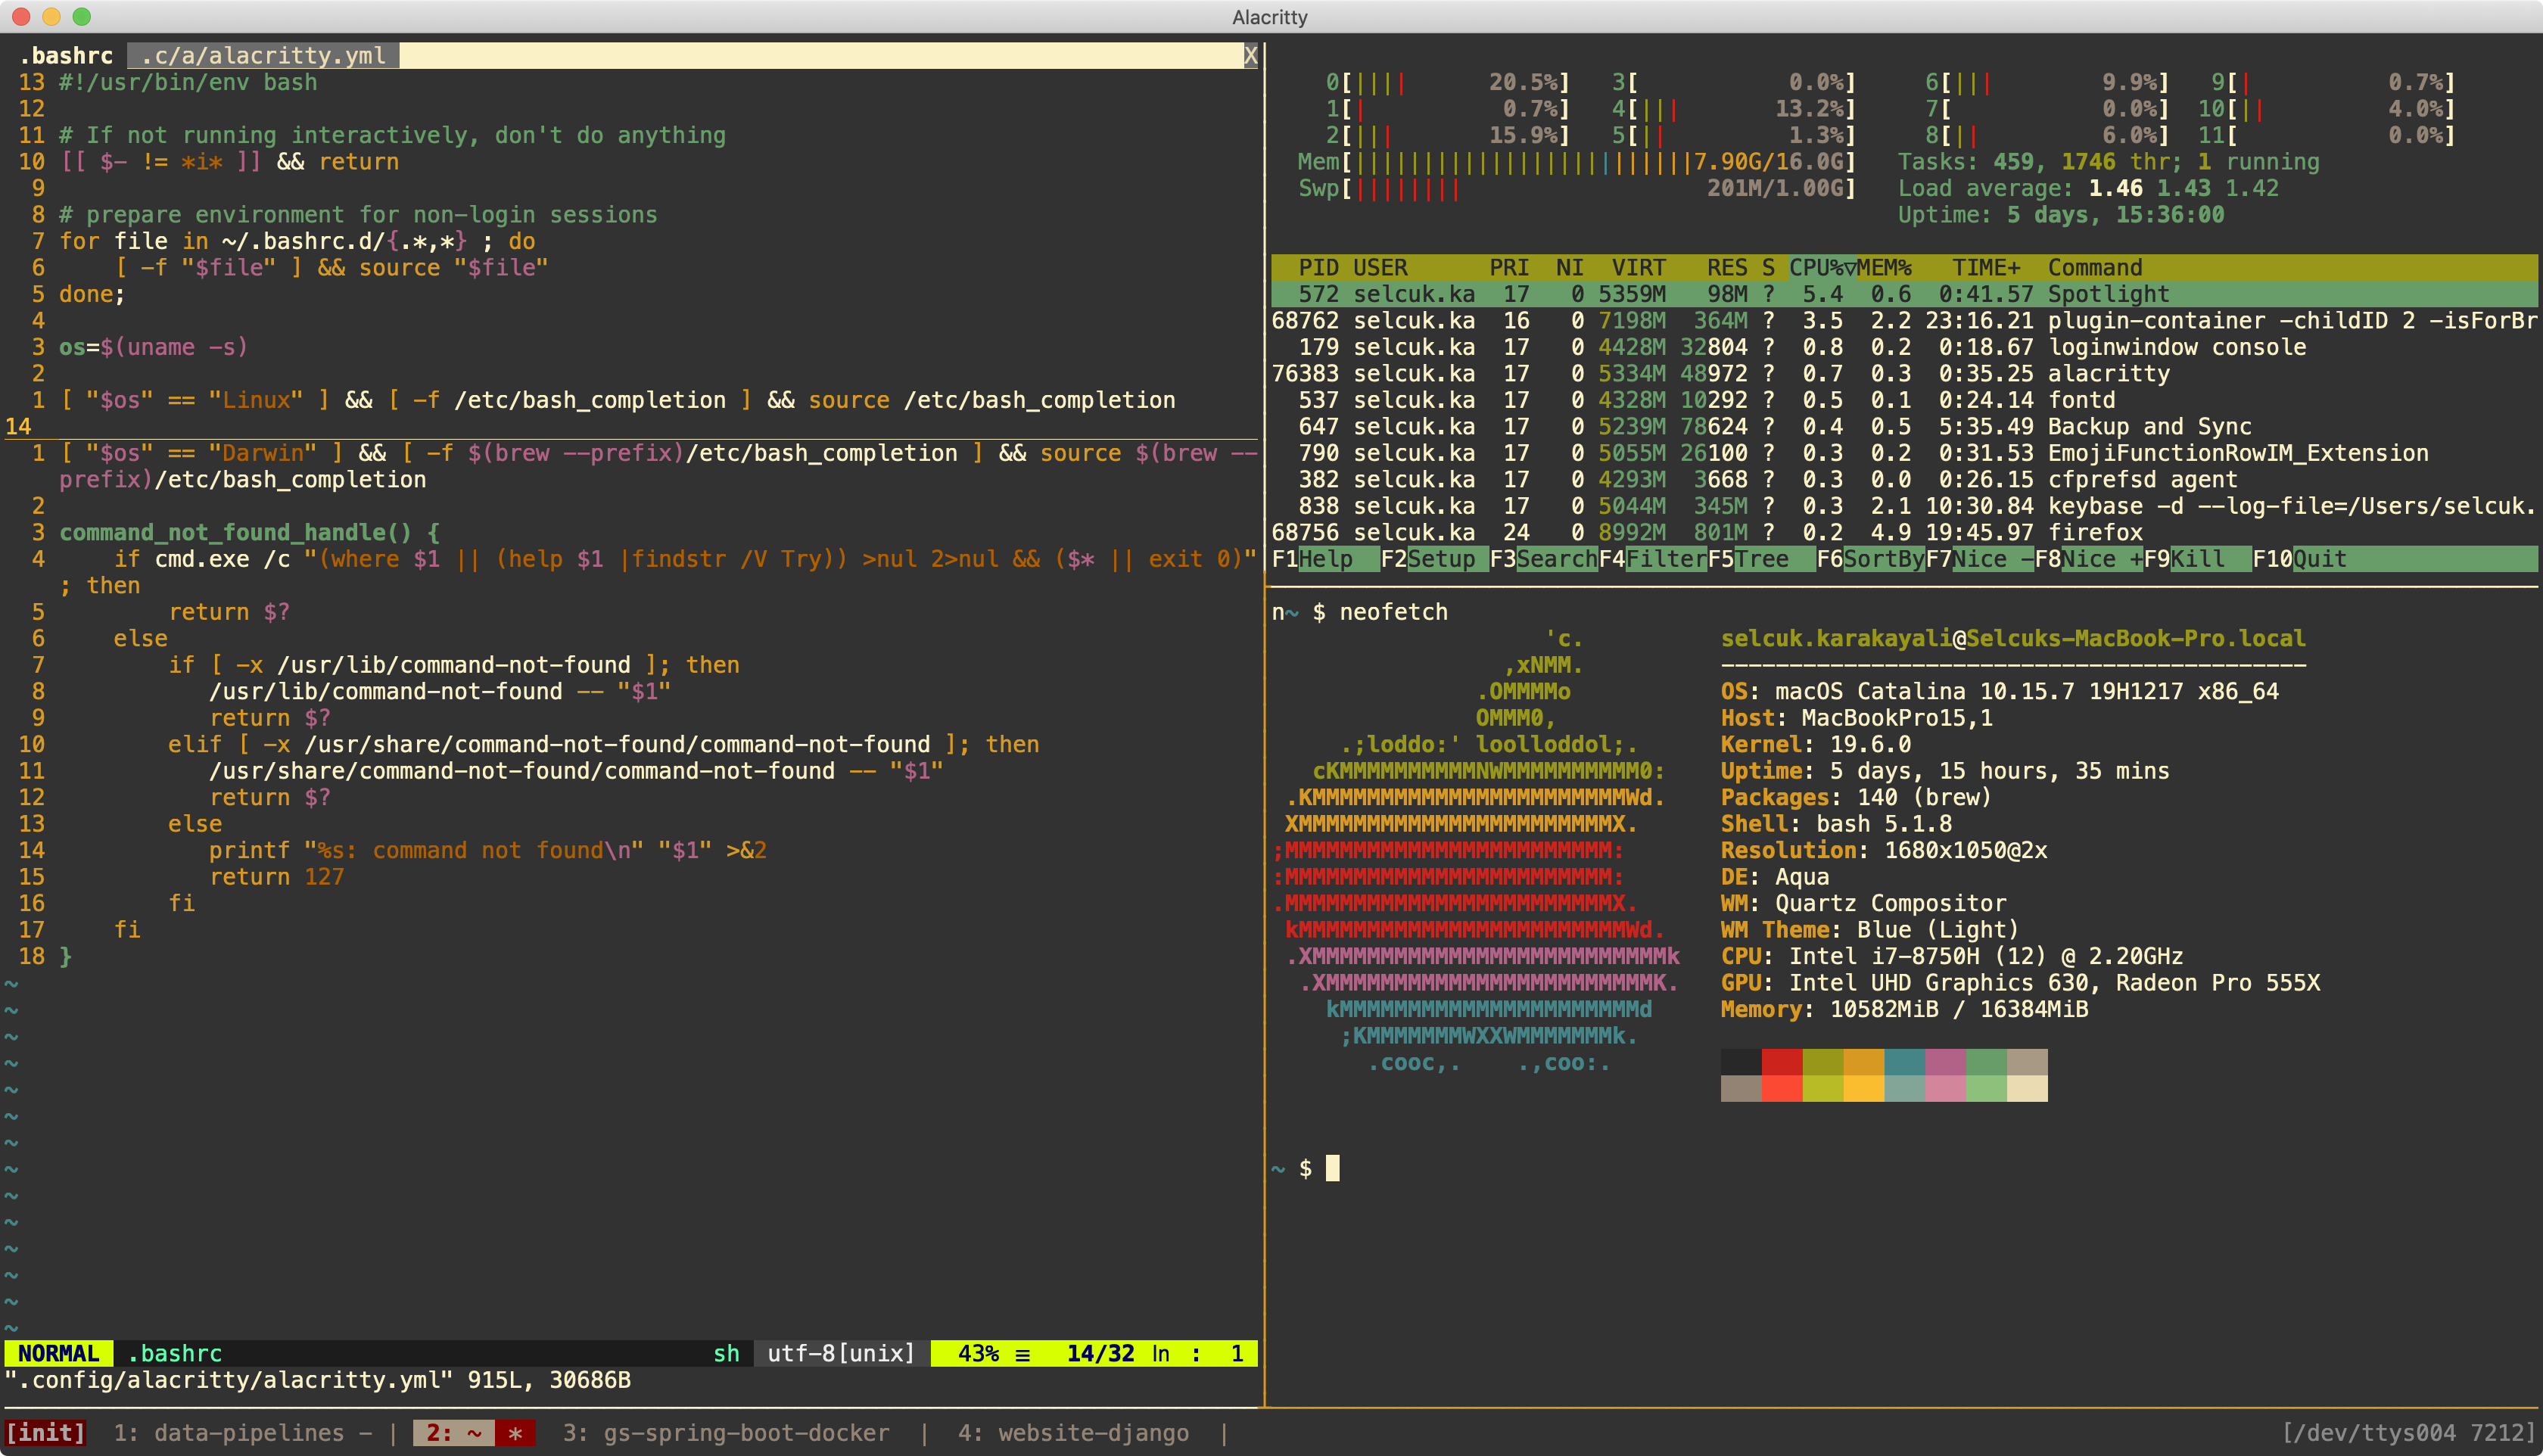 Alacritty
.bashrc  .c/a/alacritty.yml X
13 #!/usr/bin/env bash
12
11 # If not running interactively, don't do anything
10 [[ $- != *i* ]] && return
9
8 # prepare environment for non-login sessions
7 for file in ~/.bashrc.d/{.*,*} ; do
6     [ -f "$file" ] && source "$file"
5 done;
4
3 os=$(uname -s)
2
1 [ "$os" == "Linux" ] && [ -f /etc/bash_completion ] && source /etc/bash_completion
14
1 [ "$os" == "Darwin" ] && [ -f $(brew --prefix)/etc/bash_completion ] && source $(brew --
prefix)/etc/bash_completion
2
3 command_not_found_handle() {
4     if cmd.exe /c "(where $1 || (help $1 |findstr /V Try)) >nul 2>nul && ($* || exit 0)"
; then
5         return $?
6     else
7         if [ -x /usr/lib/command-not-found ]; then
8            /usr/lib/command-not-found -- "$1"
9            return $?
10         elif [ -x /usr/share/command-not-found/command-not-found ]; then
11            /usr/share/command-not-found/command-not-found -- "$1"
12            return $?
13         else
14            printf "%s: command not found\n" "$1" >&2
15            return 127
16         fi
17     fi
18 }
~
~
~
~
~
~
~
~
~
~
~
~
~
~
NORMAL .bashrc sh utf-8[unix] 43% ≡ 14/32 ln : 1
".config/alacritty/alacritty.yml" 915L, 30686B
0[|||| 20.5%] 3[ 0.0%] 6[||| 9.9%] 9[| 0.7%]
1[| 0.7%] 4[||| 13.2%] 7[ 0.0%] 10[|| 4.0%]
2[||| 15.9%] 5[|| 1.3%] 8[|| 6.0%] 11[ 0.0%]
Mem[|||||||||||||||||||||||||7.90G/16.0G] Tasks: 459, 1746 thr; 1 running
Swp[|||||||| 201M/1.00G] Load average: 1.46 1.43 1.42
Uptime: 5 days, 15:36:00
PID USER PRI NI VIRT RES S CPU%▽MEM% TIME+ Command
572 selcuk.ka 17 0 5359M 98M ? 5.4 0.6 0:41.57 Spotlight
68762 selcuk.ka 16 0 7198M 364M ? 3.5 2.2 23:16.21 plugin-container -childID 2 -isForBr
179 selcuk.ka 17 0 4428M 32804 ? 0.8 0.2 0:18.67 loginwindow console
76383 selcuk.ka 17 0 5334M 48972 ? 0.7 0.3 0:35.25 alacritty
537 selcuk.ka 17 0 4328M 10292 ? 0.5 0.1 0:24.14 fontd
647 selcuk.ka 17 0 5239M 78624 ? 0.4 0.5 5:35.49 Backup and Sync
790 selcuk.ka 17 0 5055M 26100 ? 0.3 0.2 0:31.53 EmojiFunctionRowIM_Extension
382 selcuk.ka 17 0 4293M 3668 ? 0.3 0.0 0:26.15 cfprefsd agent
838 selcuk.ka 17 0 5044M 345M ? 0.3 2.1 10:30.84 keybase -d --log-file=/Users/selcuk.
68756 selcuk.ka 24 0 8992M 801M ? 0.2 4.9 19:45.97 firefox
F1Help F2Setup F3SearchF4FilterF5Tree F6SortByF7Nice -F8Nice +F9Kill F10Quit
n~ $ neofetch
'c. selcuk.karakayali@Selcuks-MacBook-Pro.local
,xNMM. -------------------------------------------
.OMMMMo OS: macOS Catalina 10.15.7 19H1217 x86_64
OMMM0, Host: MacBookPro15,1
.;loddo:' loolloddol;. Kernel: 19.6.0
cKMMMMMMMMMMNWMMMMMMMMMM0: Uptime: 5 days, 15 hours, 35 mins
.KMMMMMMMMMMMMMMMMMMMMMMMWd. Packages: 140 (brew)
XMMMMMMMMMMMMMMMMMMMMMMMX. Shell: bash 5.1.8
;MMMMMMMMMMMMMMMMMMMMMMMM: Resolution: 1680x1050@2x
:MMMMMMMMMMMMMMMMMMMMMMMM: DE: Aqua
.MMMMMMMMMMMMMMMMMMMMMMMMX. WM: Quartz Compositor
kMMMMMMMMMMMMMMMMMMMMMMMMWd. WM Theme: Blue (Light)
.XMMMMMMMMMMMMMMMMMMMMMMMMMMk CPU: Intel i7-8750H (12) @ 2.20GHz
.XMMMMMMMMMMMMMMMMMMMMMMMMK. GPU: Intel UHD Graphics 630, Radeon Pro 555X
kMMMMMMMMMMMMMMMMMMMMMMd Memory: 10582MiB / 16384MiB
;KMMMMMMMWXXWMMMMMMMk.
.cooc,. .,coo:.
~ $
[init] 1: data-pipelines - | 2: ~ * 3: gs-spring-boot-docker | 4: website-django | [/dev/ttys004 7212]